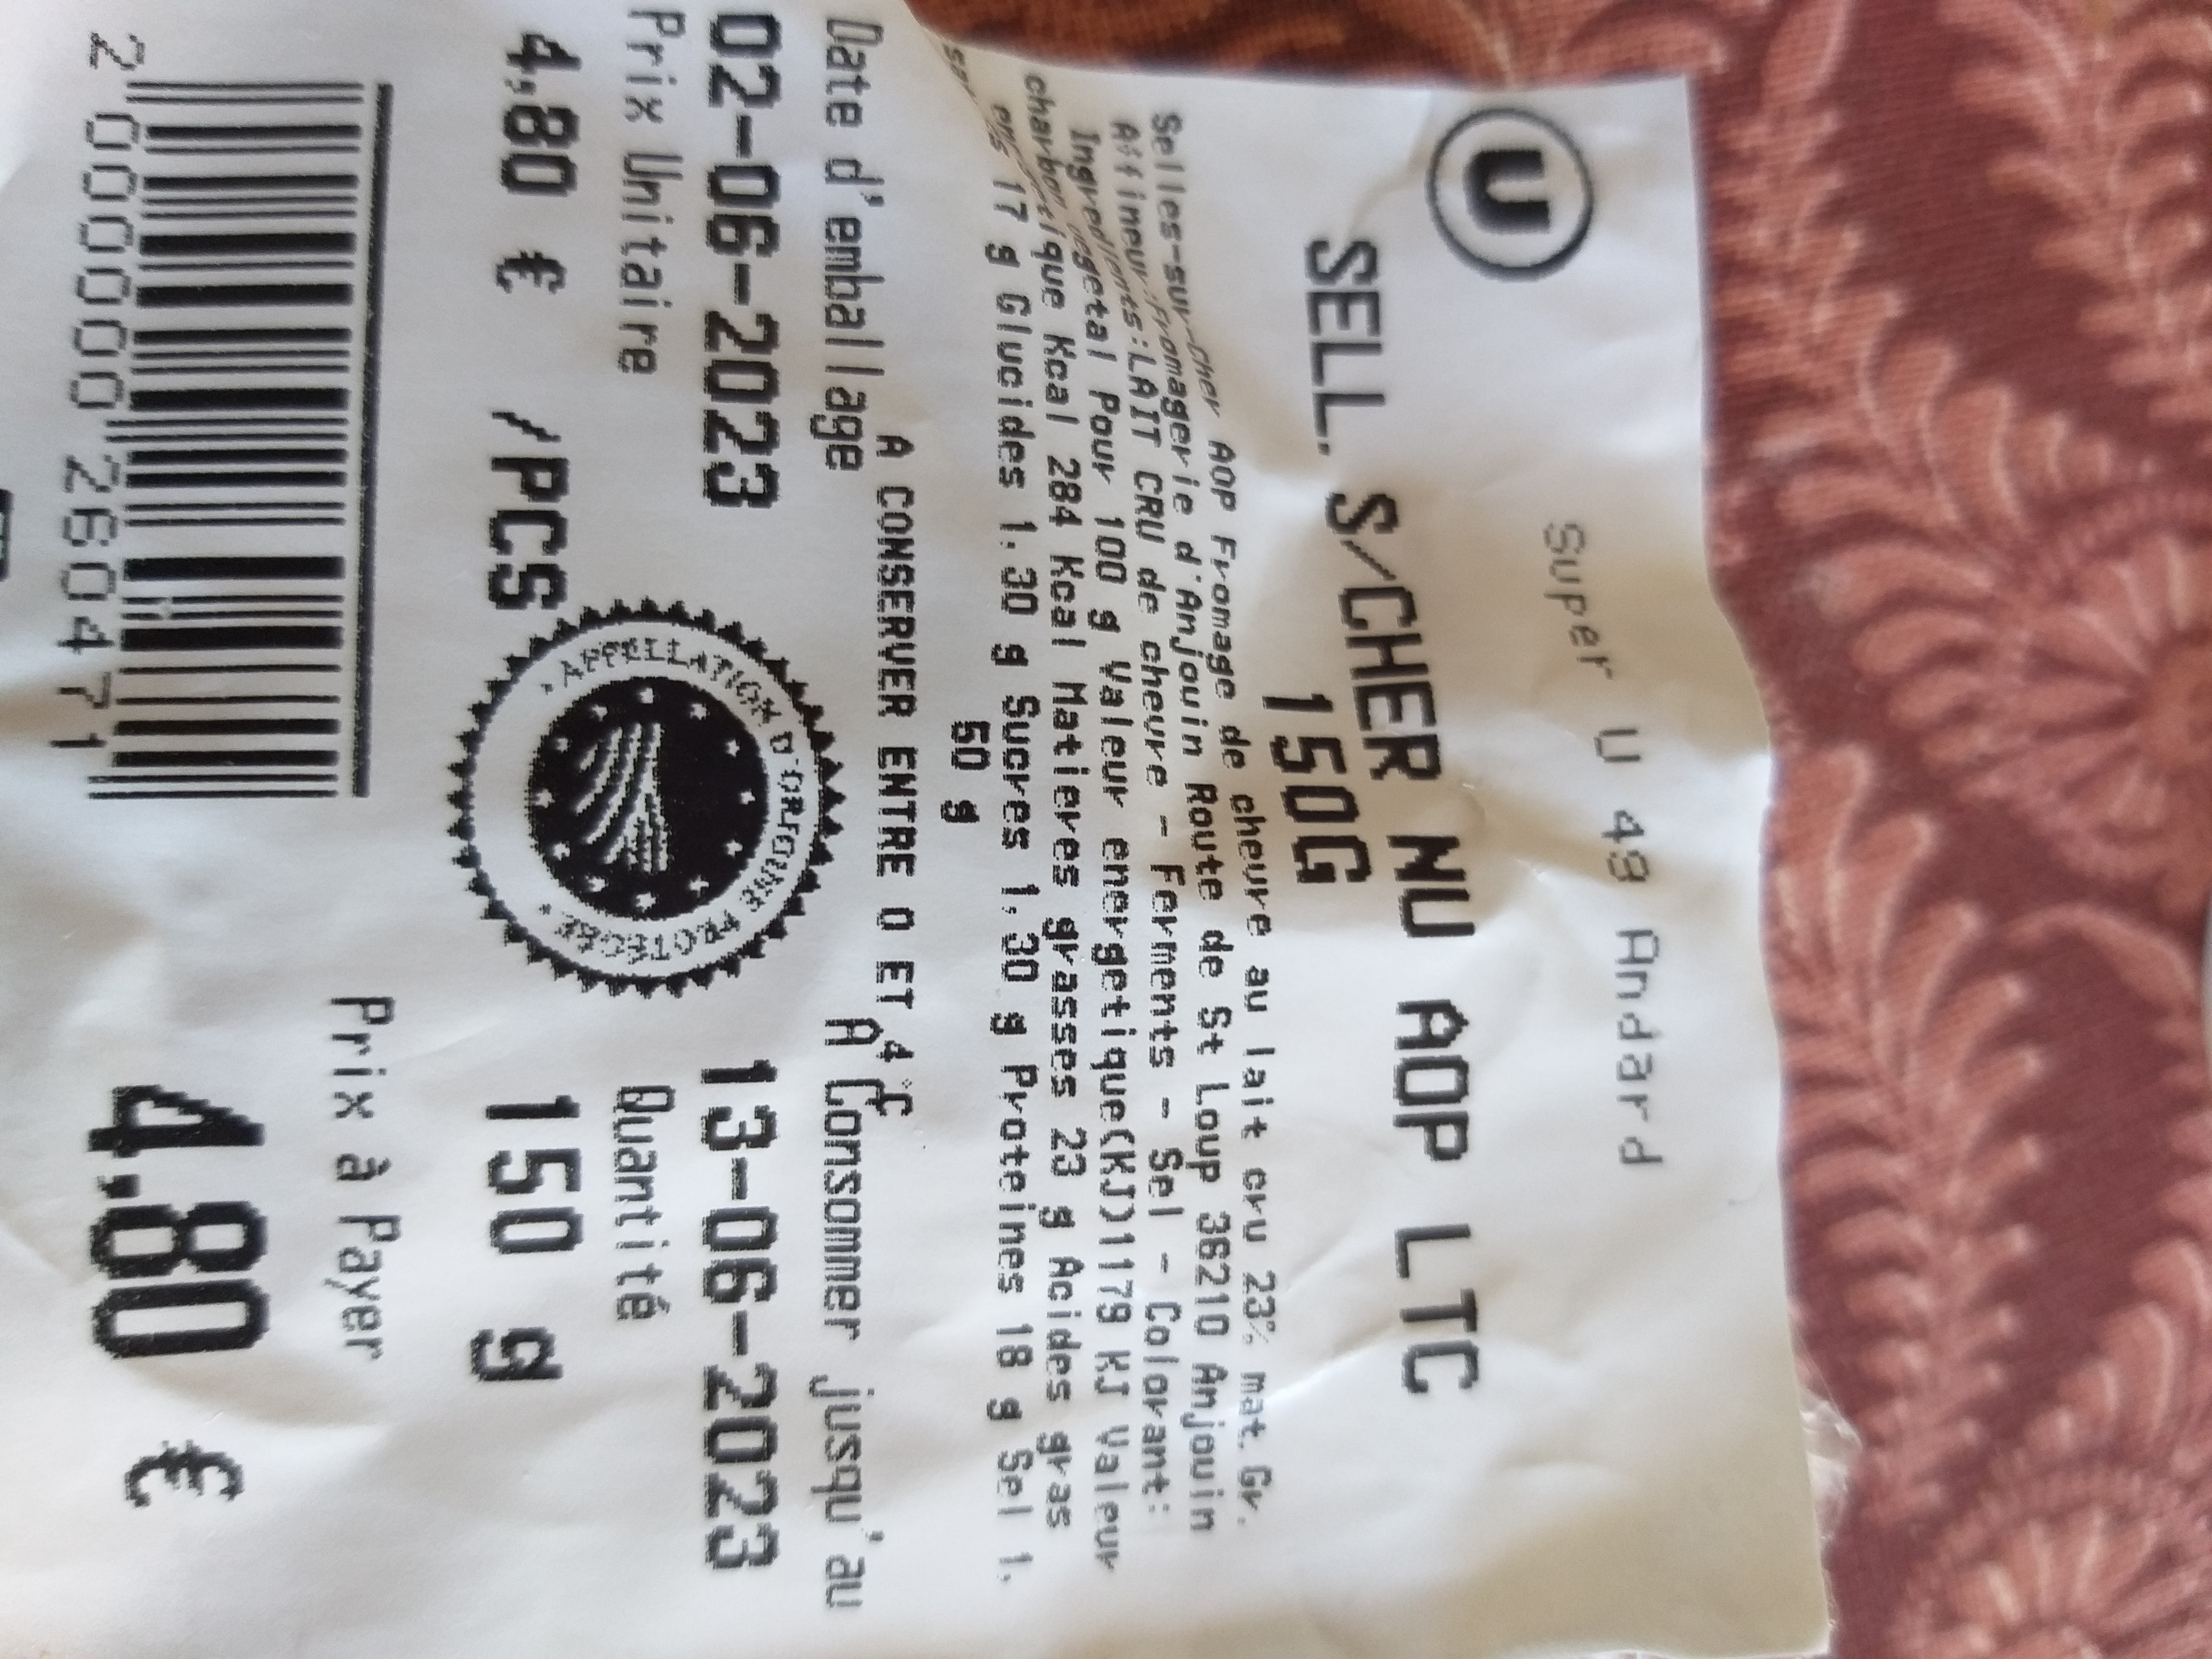 U
Super U 49 Andard
SELL. S/CHER NU AOP LTC
150G
Selles-sur-Cher AOP Fromage de chevre au lait cru 23% mat. Gr.
Affineur:Fromagerie d'Anjouin Route de St Loup 36210 Anjouin
Ingredients:LAIT CRU de chevre - Ferments - Sel - Colorant:
vegetal Pour 100 g Valeur energetique(KJ)1179 KJ Valeur
Kcal 284 Kcal Matieres grasses 23 g Acides gras
17 g Glucides 1,30 g Sucres 1,30 g Proteines 18 g Sel 1,
50 g
A CONSERVER ENTRE 0 ET 4°C
Date d'emballage A Consommer jusqu'au
02-06-2023 13-06-2023
Prix Unitaire Quantité
4,80 € /PCS 150 g
APPELLATION D'ORIGINE PROTÉGÉE
Prix à Payer
4,80 €
2 000000 260471